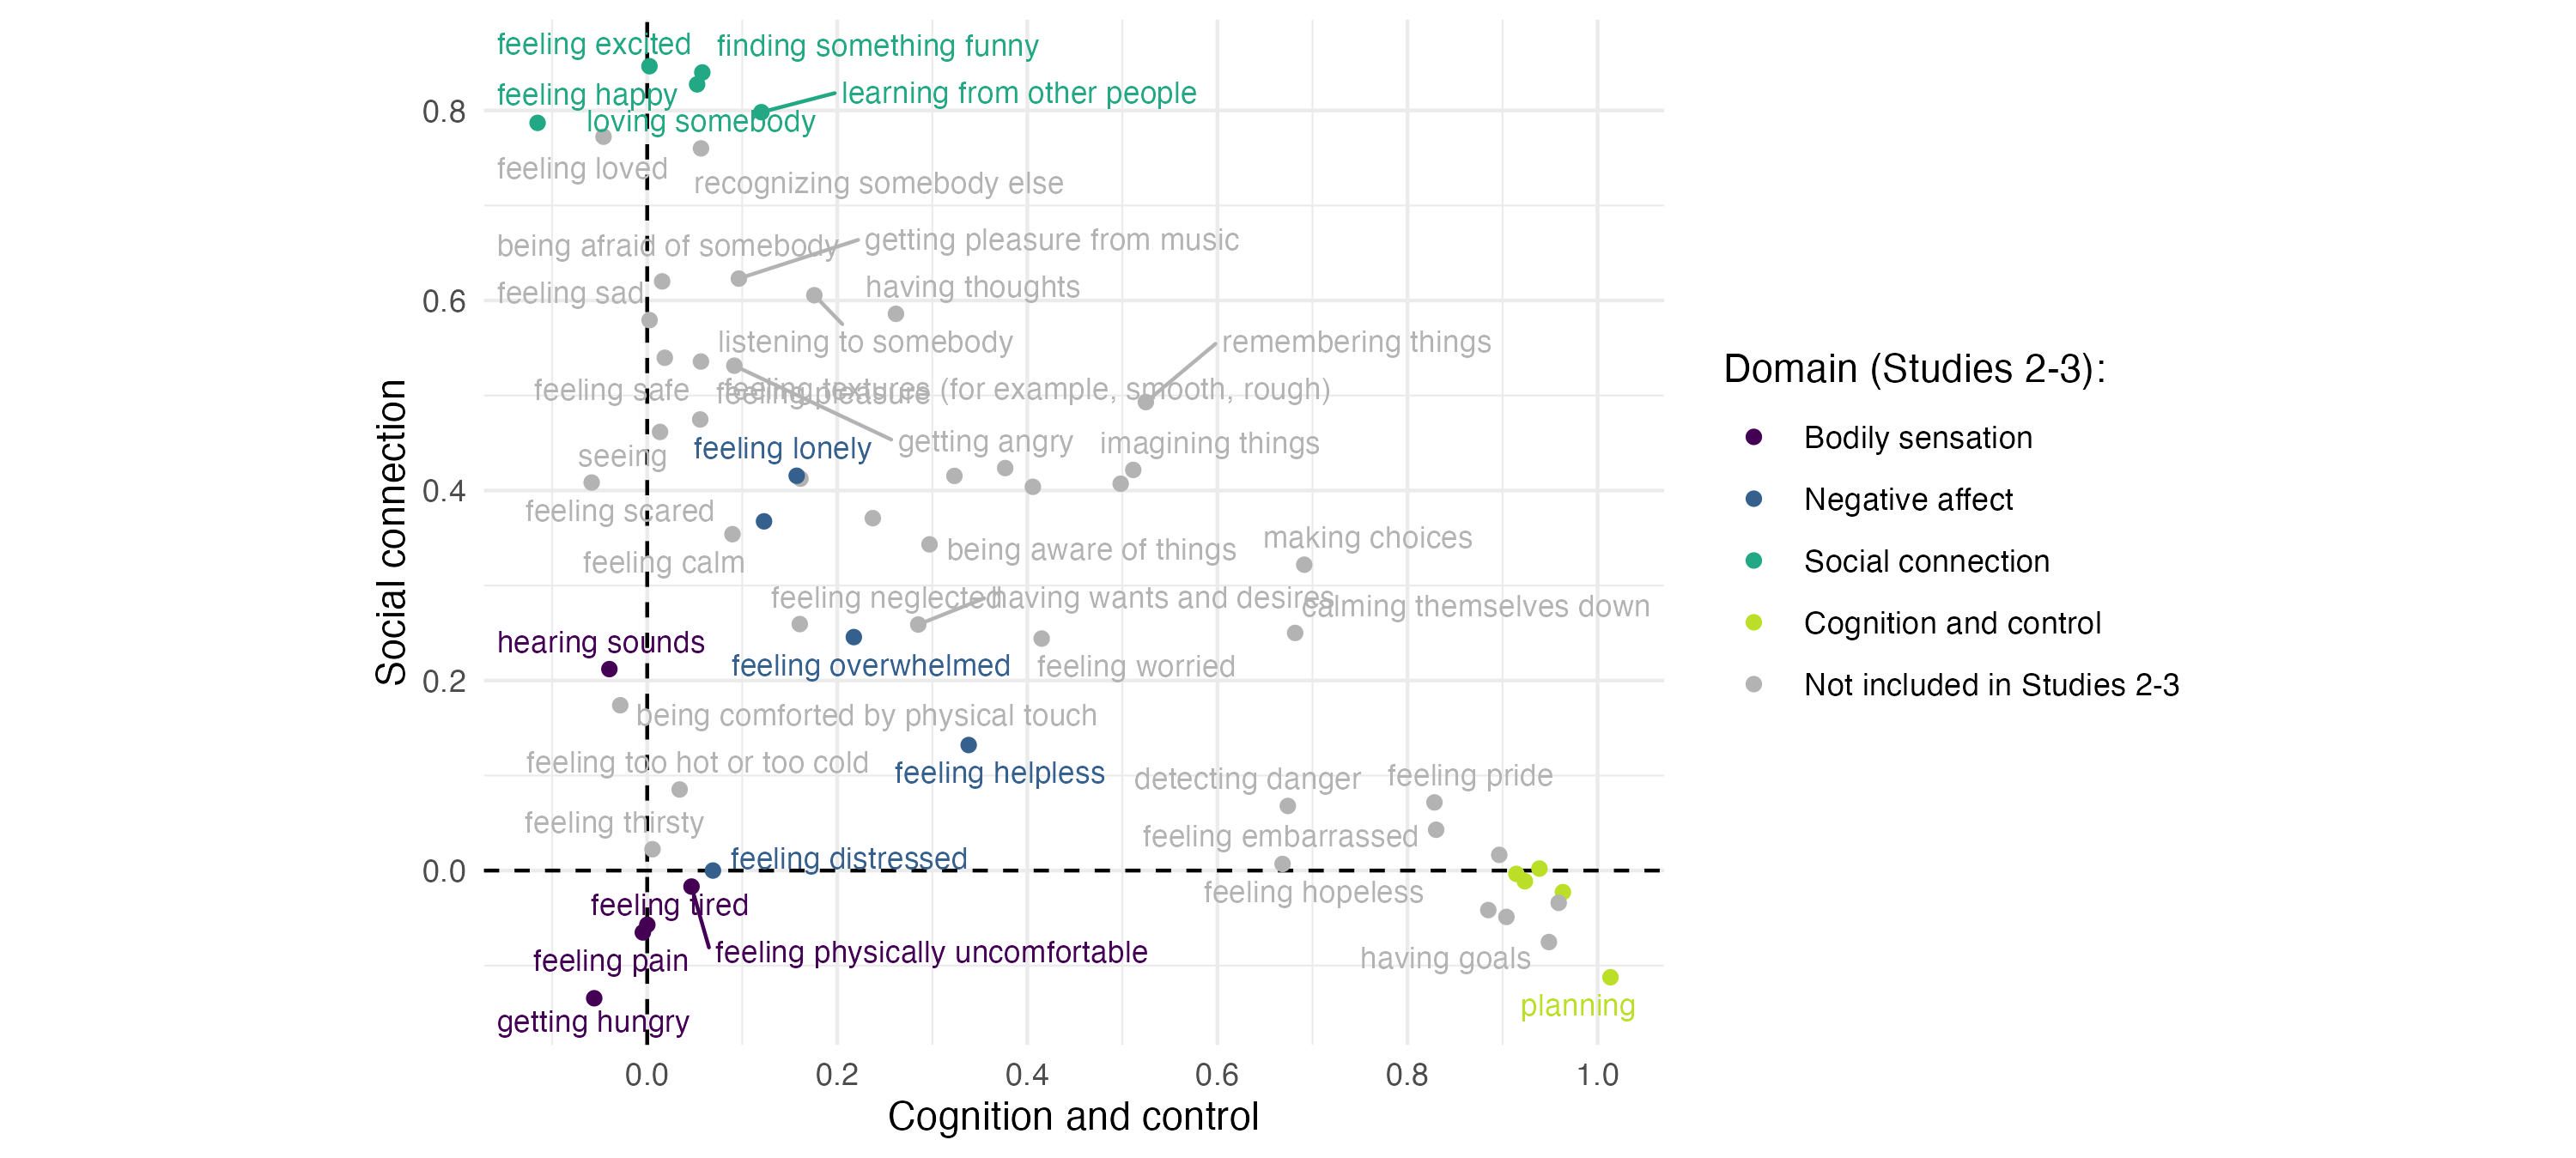 feeling excited
finding something funny
feeling happy
learning from other people
loving somebody
feeling loved
recognizing somebody else
being afraid of somebody
getting pleasure from music
feeling sad
having thoughts
listening to somebody
remembering things
feeling safe
feeling textures (for example, smooth, rough)
feeling pleasure
feeling lonely
getting angry
imagining things
seeing
feeling scared
feeling calm
being aware of things
making choices
feeling neglected
having wants and desires
calming themselves down
hearing sounds
feeling overwhelmed
feeling worried
being comforted by physical touch
feeling too hot or too cold
feeling helpless
detecting danger
feeling pride
feeling thirsty
feeling embarrassed
feeling distressed
feeling hopeless
feeling tired
feeling physically uncomfortable
feeling pain
having goals
planning
getting hungry
0.8
0.6
0.4
0.2
0.0
Social connection
0.0 0.2 0.4 0.6 0.8 1.0
Cognition and control
Domain (Studies 2-3):
Bodily sensation
Negative affect
Social connection
Cognition and control
Not included in Studies 2-3